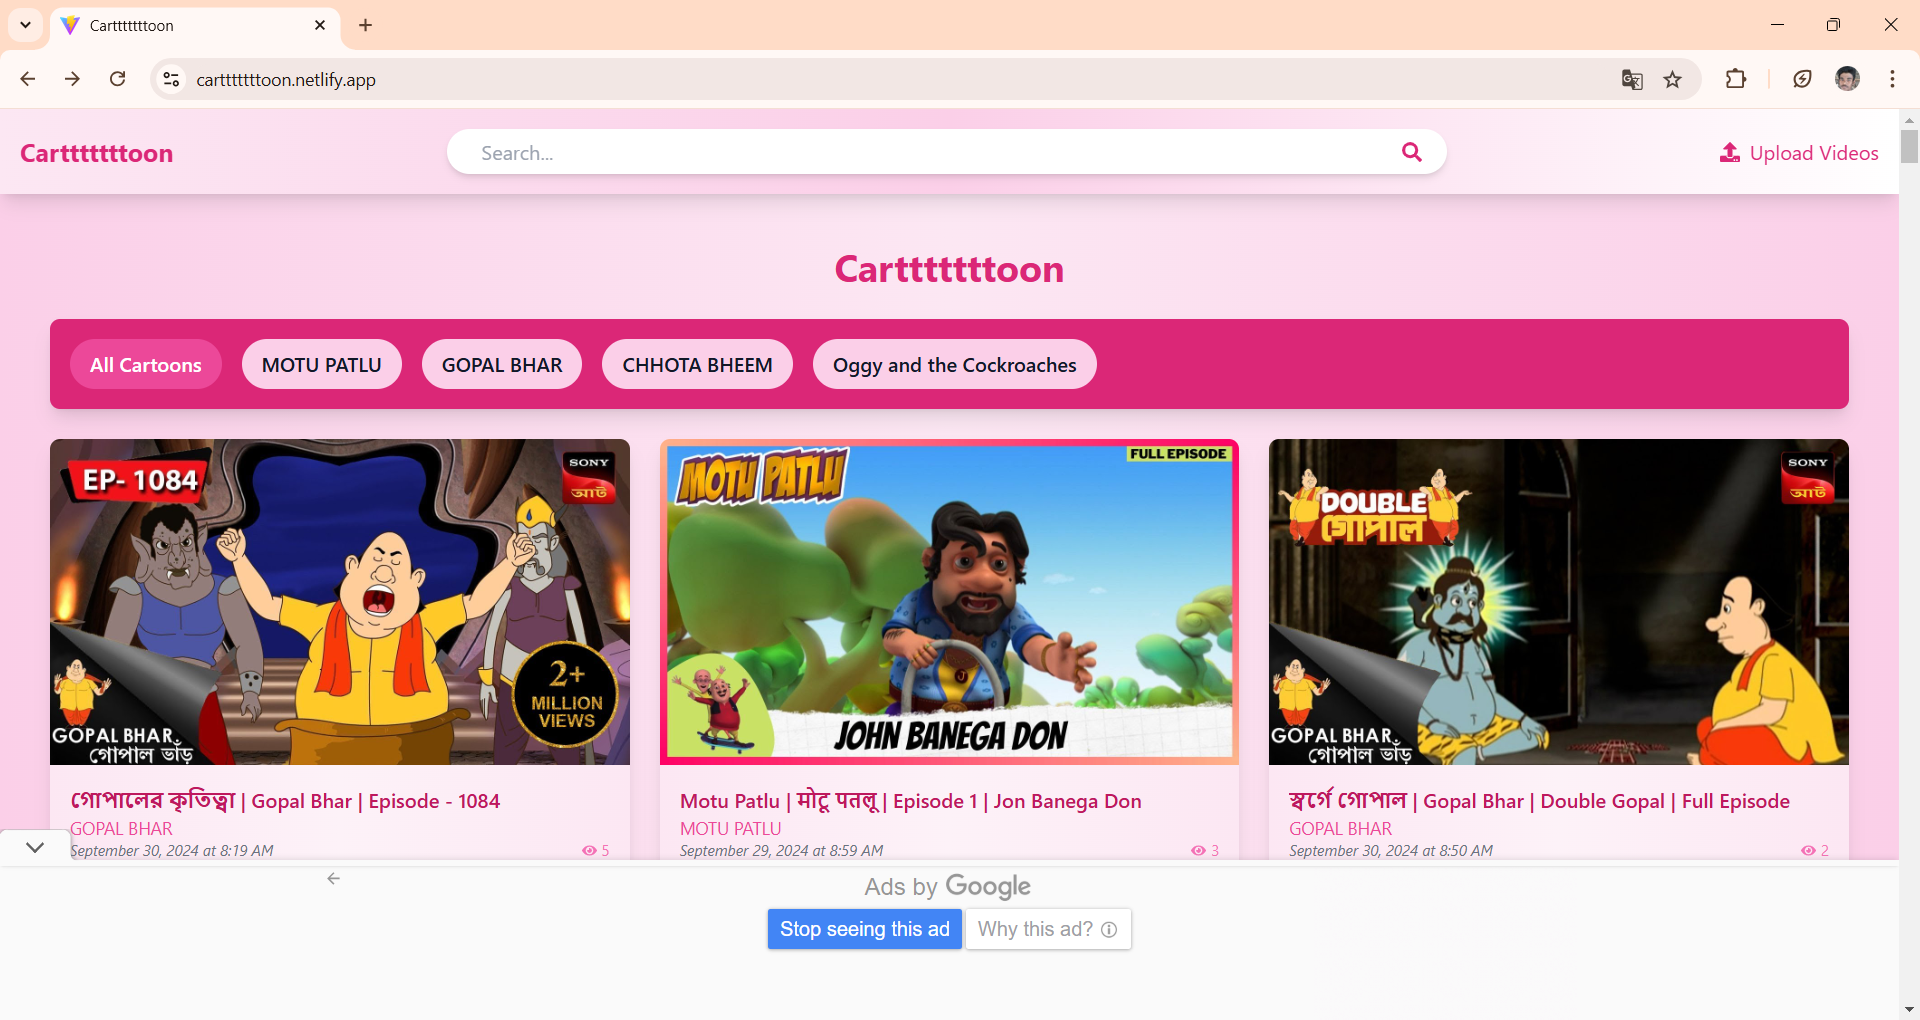 Carttttttttoon
carttttttttoon.netlify.app
Carttttttttoon
Search...
Upload Videos
Carttttttttoon
All Cartoons
MOTU PATLU
GOPAL BHAR
CHHOTA BHEEM
Oggy and the Cockroaches
EP- 1084
SONY
আট
2+
MILLION
VIEWS
GOPAL BHAR
গোপাল ভাঁড়
MOTU PATLU
FULL EPISODE
J
JOHN BANEGA DON
DOUBLE
গোপাল
SONY
আট
GOPAL BHAR
গোপাল ভাঁড়
গোপালের কৃতিত্বা | Gopal Bhar | Episode - 1084
GOPAL BHAR
September 30, 2024 at 8:19 AM
5
Motu Patlu | मोटू पतलू | Episode 1 | Jon Banega Don
MOTU PATLU
September 29, 2024 at 8:59 AM
3
স্বর্গে গোপাল | Gopal Bhar | Double Gopal | Full Episode
GOPAL BHAR
September 30, 2024 at 8:50 AM
2
Ads by Google
Stop seeing this ad
Why this ad?